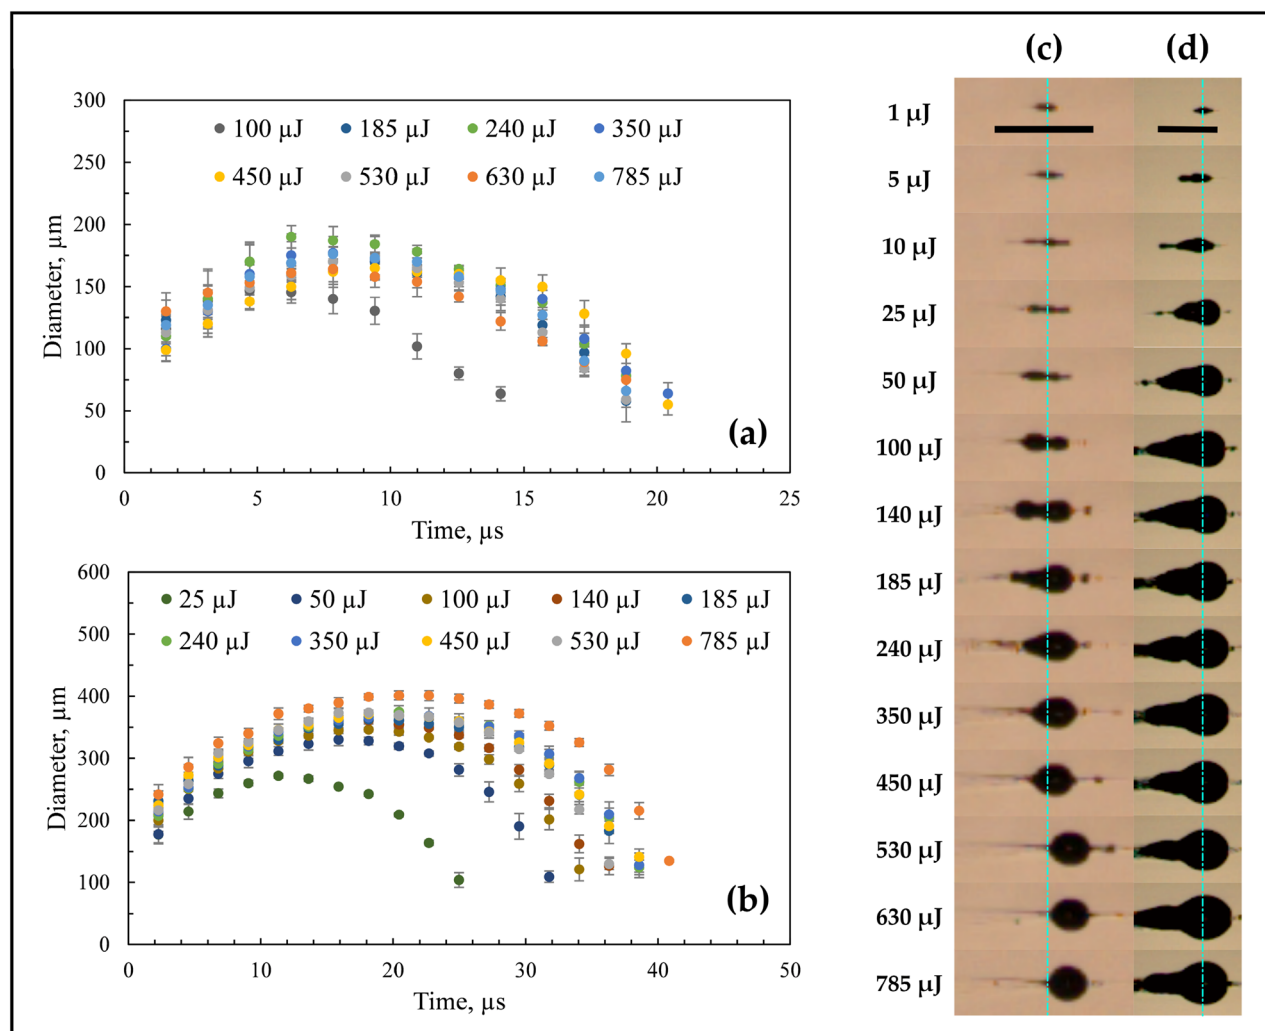 (c) (d)
300
250
200
150
100
50
0
Diameter, µm
100 µJ 185 µJ 240 µJ 350 µJ
450 µJ 530 µJ 630 µJ 785 µJ
(a)
0 5 10 15 20 25
Time, µs
600
500
400
300
200
100
0
Diameter, µm
25 µJ 50 µJ 100 µJ 140 µJ 185 µJ
240 µJ 350 µJ 450 µJ 530 µJ 785 µJ
(b)
0 10 20 30 40 50
Time, µs
1 µJ
5 µJ
10 µJ
25 µJ
50 µJ
100 µJ
140 µJ
185 µJ
240 µJ
350 µJ
450 µJ
530 µJ
630 µJ
785 µJ